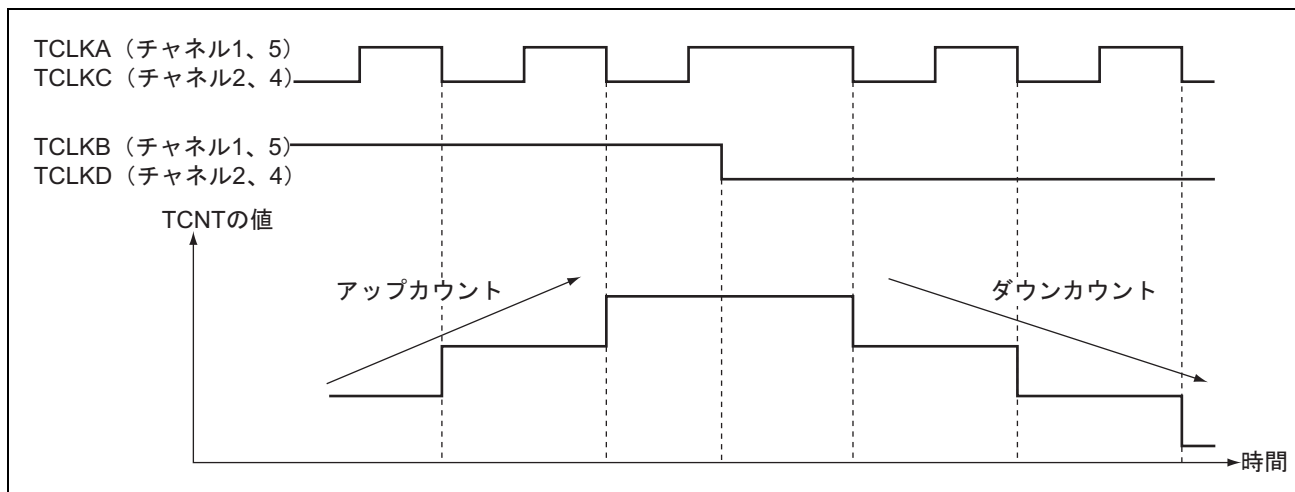 TCLKA（チャネル1、5）
TCLKC（チャネル2、4）
TCLKB（チャネル1、5）
TCLKD（チャネル2、4）
TCNTの値
アップカウント
ダウンカウント
時間